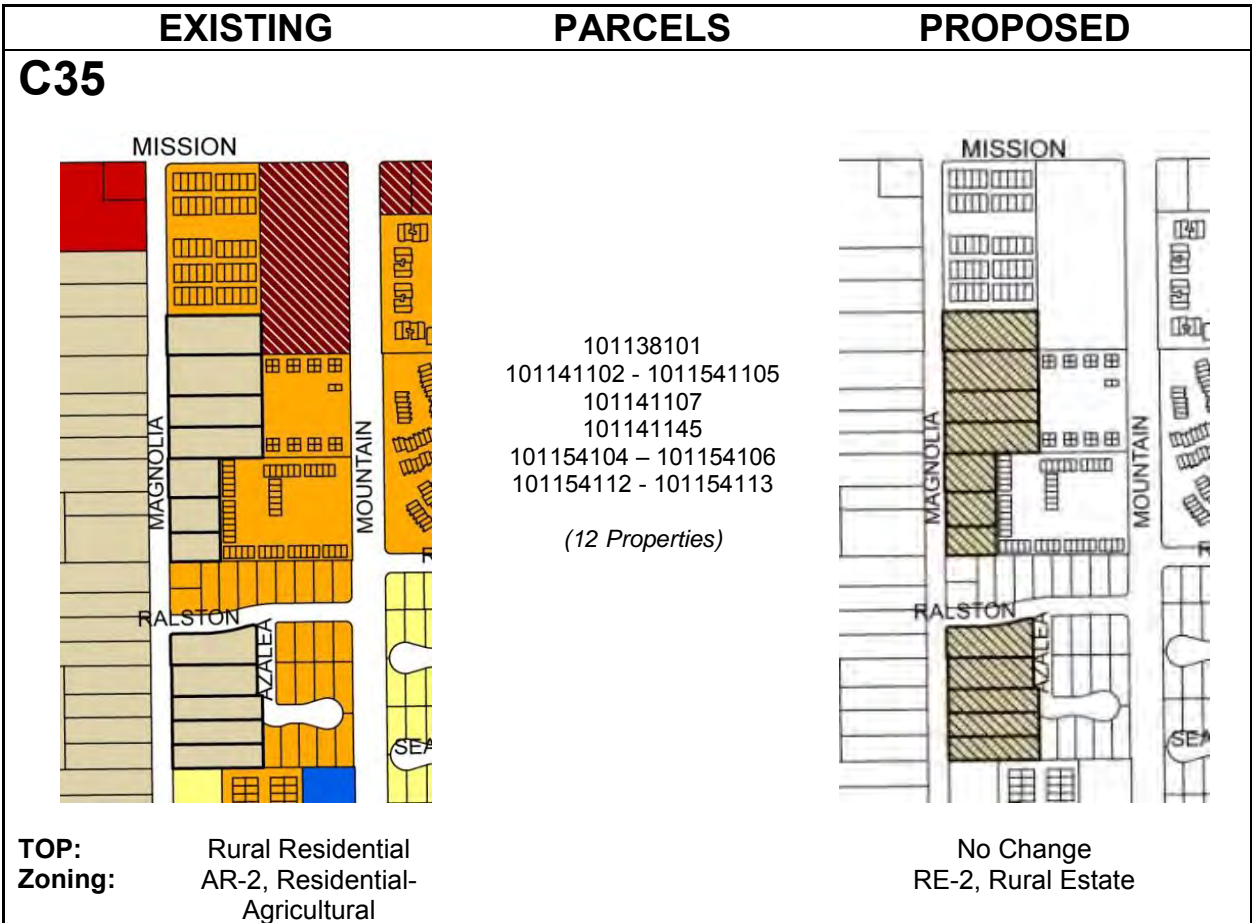 EXISTING PARCELS PROPOSED
C35
MISSION
MAGNOLIA
MOUNTAIN
RALSTON
AZALEA
SEA
101138101
101141102 - 1011541105
101141107
101141145
101154104 – 101154106
101154112 - 101154113
(12 Properties)
MISSION
MAGNOLIA
MOUNTAIN
RALSTON
AZALEA
SEA
TOP: Rural Residential No Change
Zoning: AR-2, Residential- RE-2, Rural Estate
Agricultural